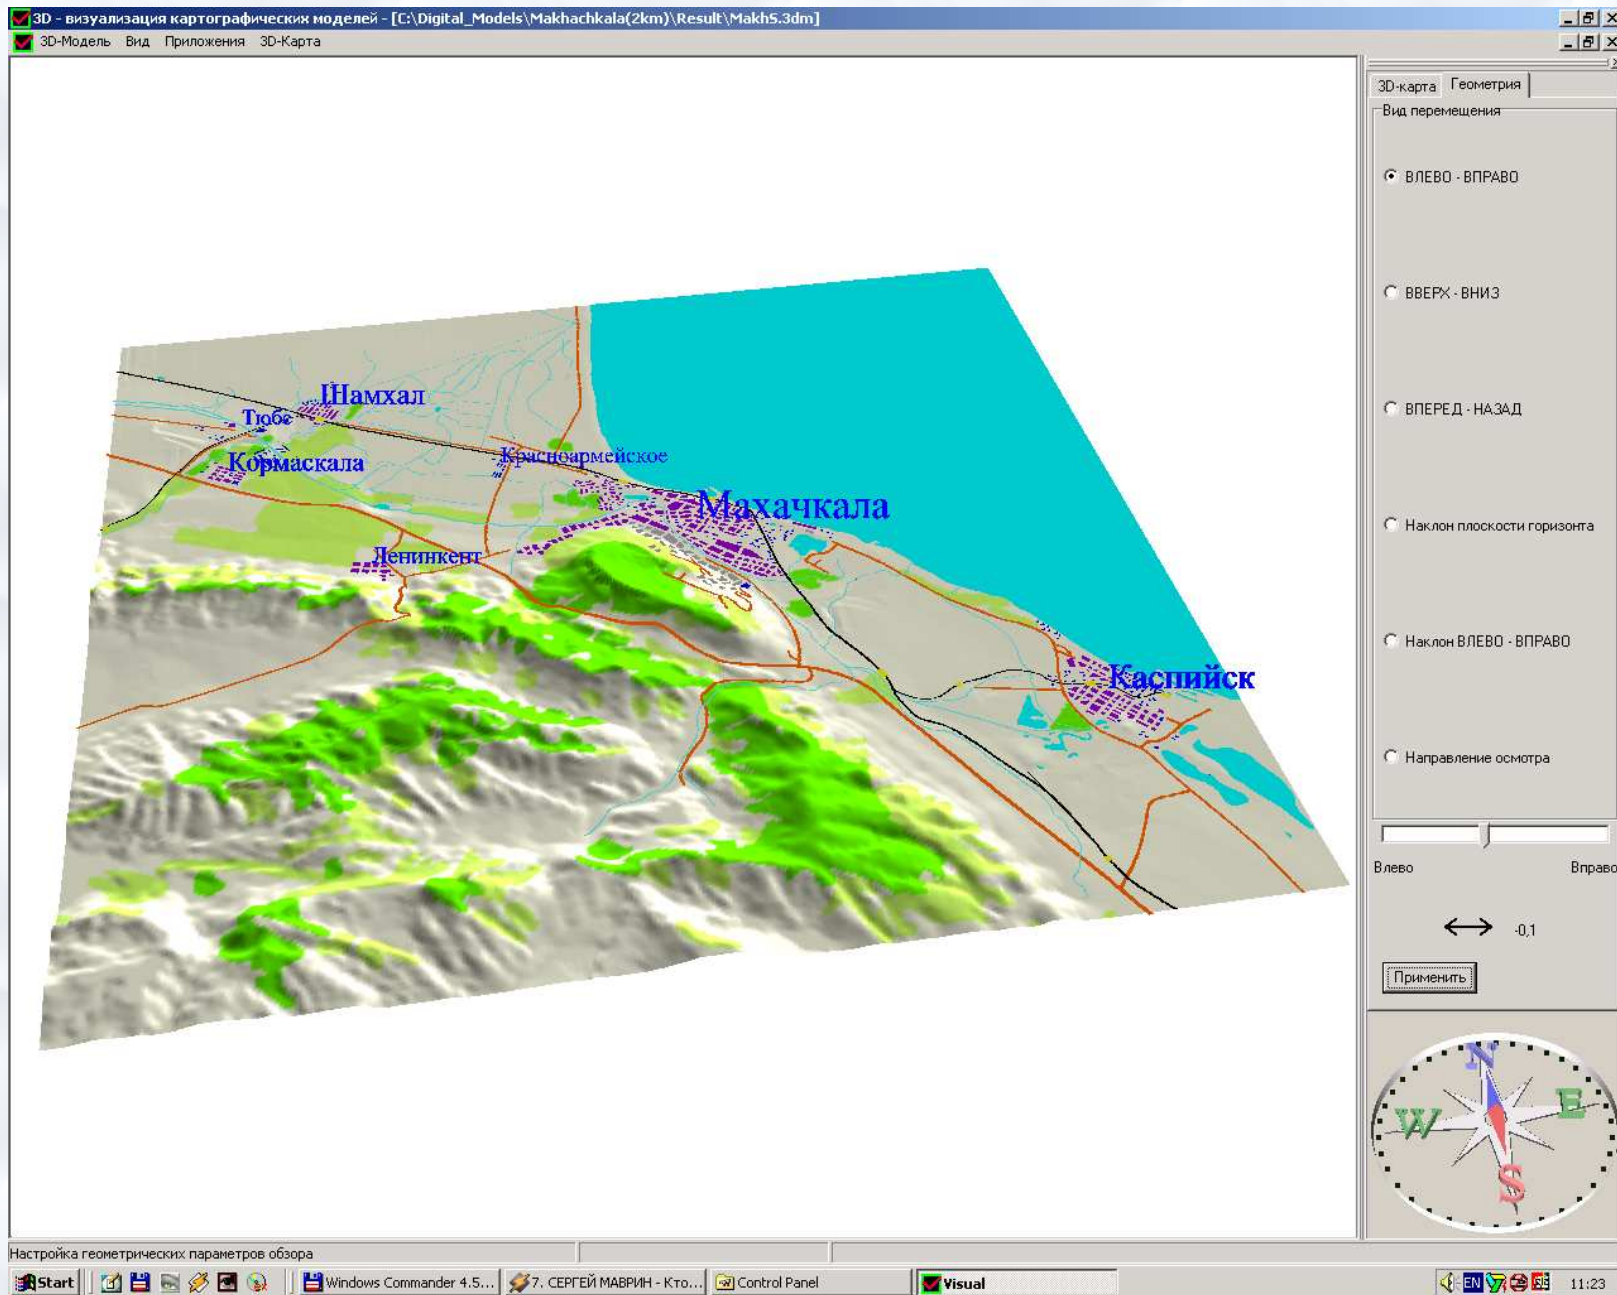 3D - визуализация картографических моделей - [C:\Digital_Models\Makhachkala(2km)\Result\Makh5.3dm]
3D-Модель Вид Приложения 3D-Карта
3D-карта Геометрия
Вид перемещения
ВЛЕВО - ВПРАВО
ВВЕРХ - ВНИЗ
ВПЕРЕД - НАЗАД
Наклон плоскости горизонта
Наклон ВЛЕВО - ВПРАВО
Направление осмотра
Влево Вправо
-0,1
Применить
N
W E
S
Шамхал
Тюбе
Кормаскала
Красноармейское
Махачкала
Ленинкент
Каспийск
Настройка геометрических параметров обзора
Start Windows Commander 4.5... 7. СЕРГЕЙ МАВРИН - Кто... Control Panel Visual EN 11:23